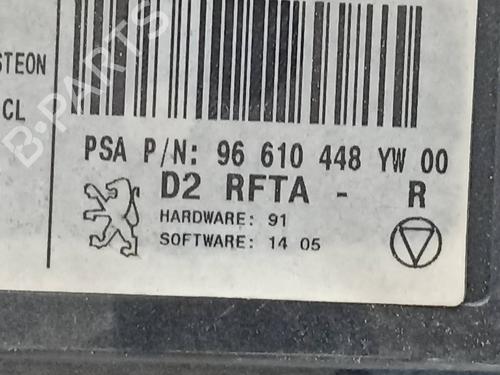 STEON
CL
B-PARTS
PSA P/N: 96 610 448 YW 00
D2 RFTA - R
HARDWARE: 91
SOFTWARE: 14 05